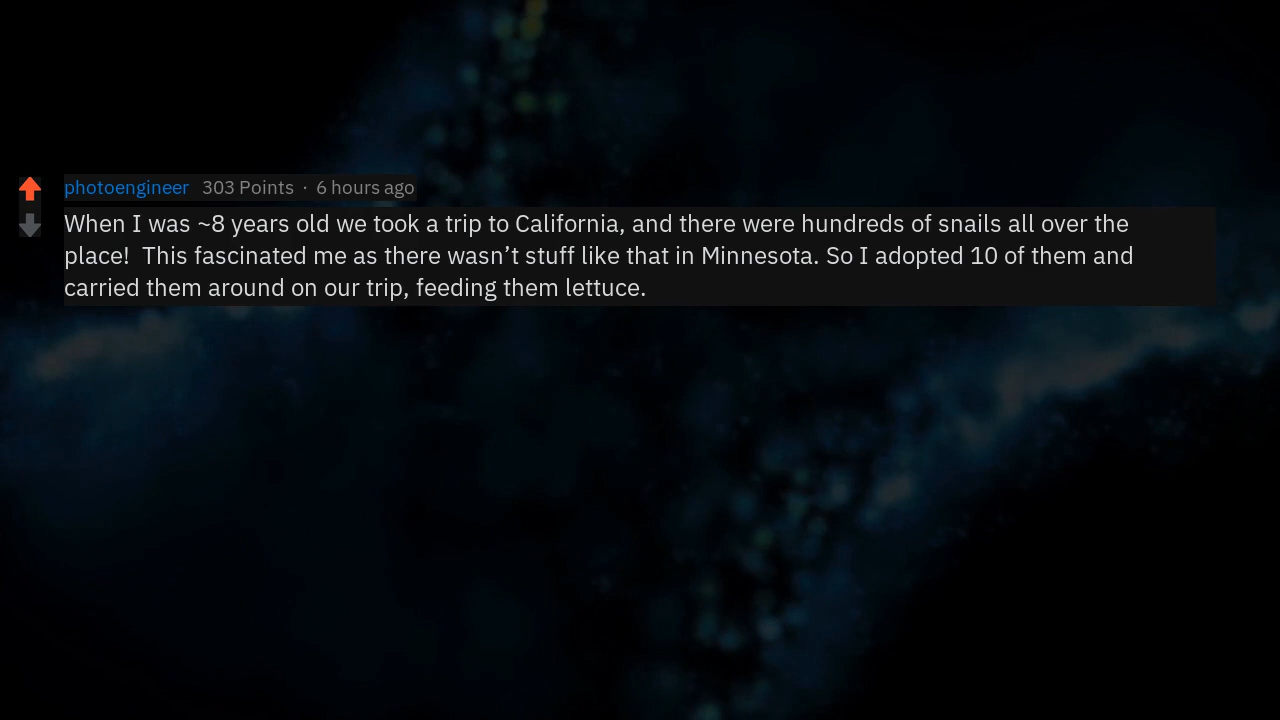 photoengineer 303 Points · 6 hours ago
When I was ~8 years old we took a trip to California, and there were hundreds of snails all over the
place!  This fascinated me as there wasn’t stuff like that in Minnesota. So I adopted 10 of them and
carried them around on our trip, feeding them lettuce.